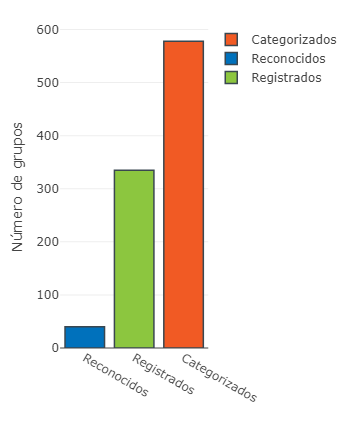 600
500
400
300
200
100
0
Número de grupos
Reconocidos
Registrados
Categorizados
Categorizados
Reconocidos
Registrados